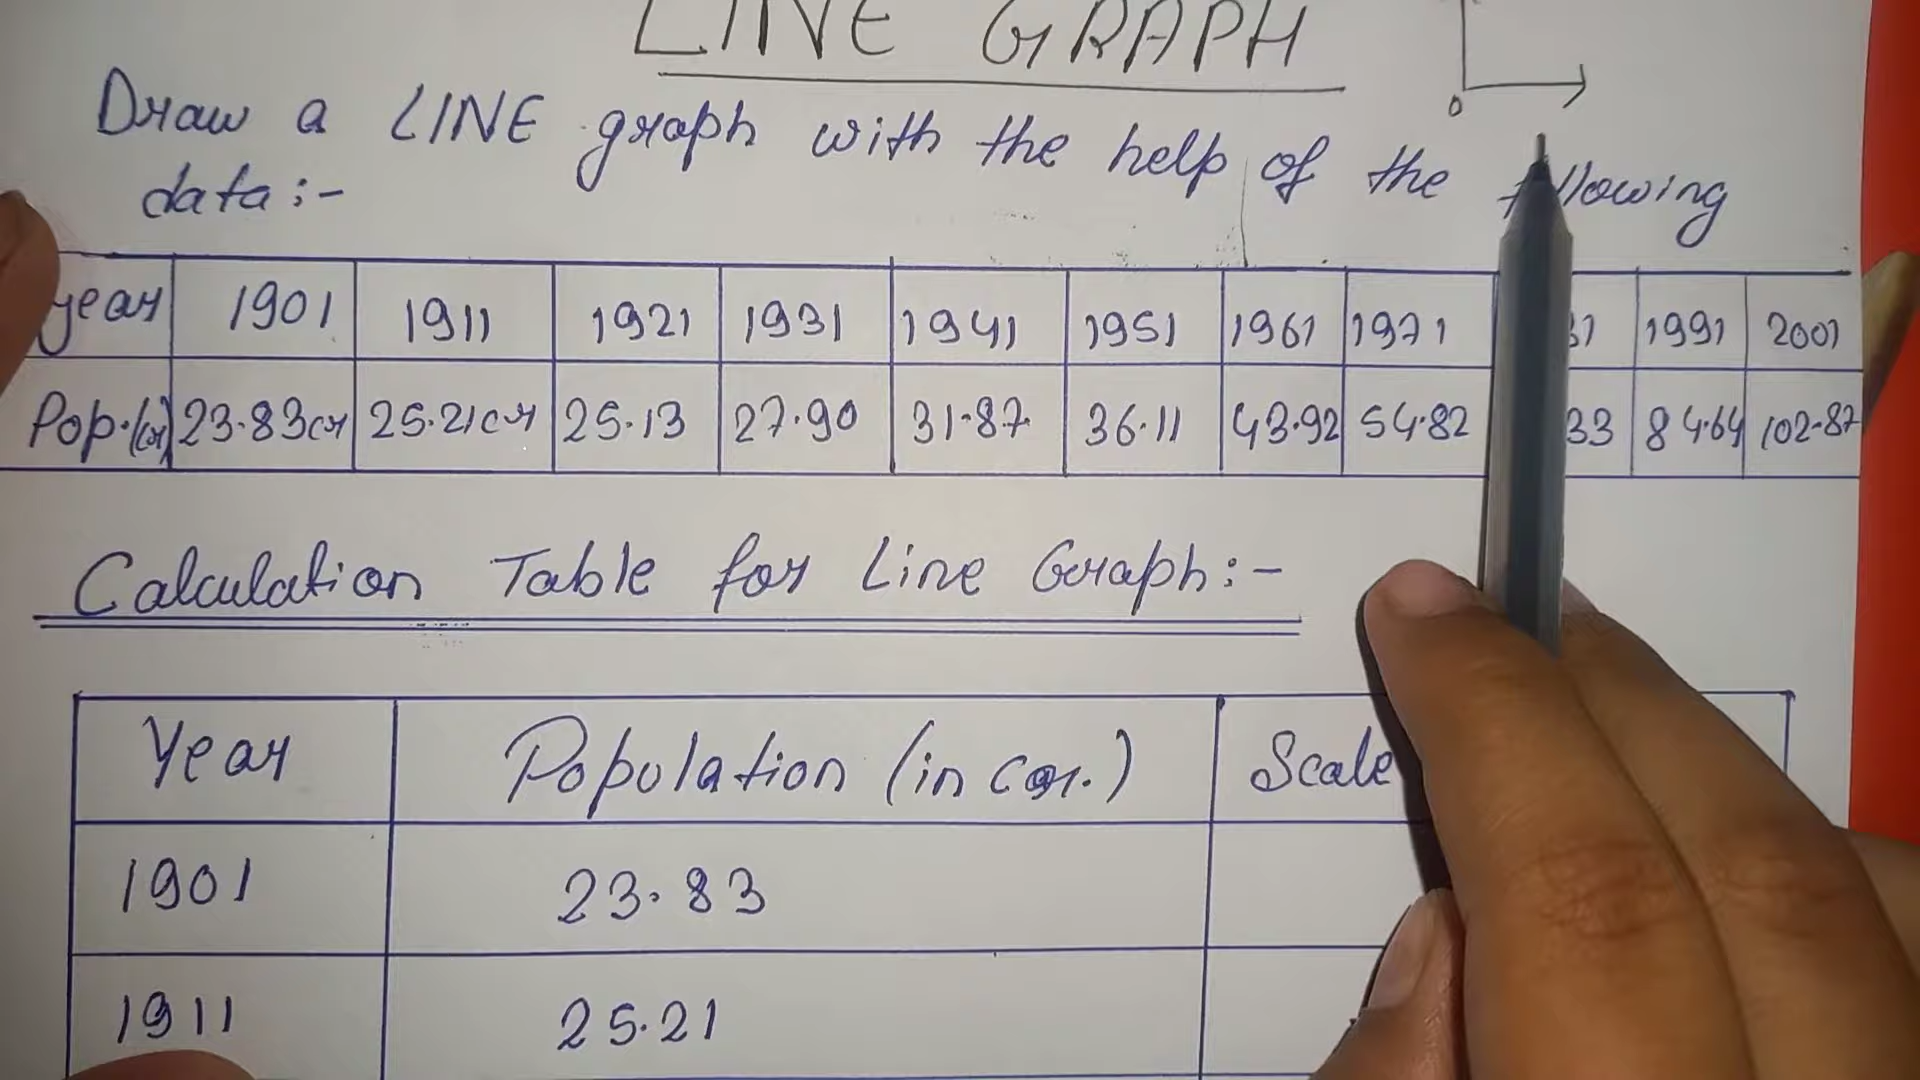 LINE GRAPH
0
Draw a LINE graph with the help of the following
data:-
year 1901 1911 1921 1931 1941 1951 1961 1971 1991 2001
Pop.(cr) 23.83cr 25.21cr 25.13 27.90 31.87 36.11 43.92 54.82 33 84.64 102.87
Calculation Table for Line Graph:-
Year Population (in cr.) Scale
1901 23.83
1911 25.21